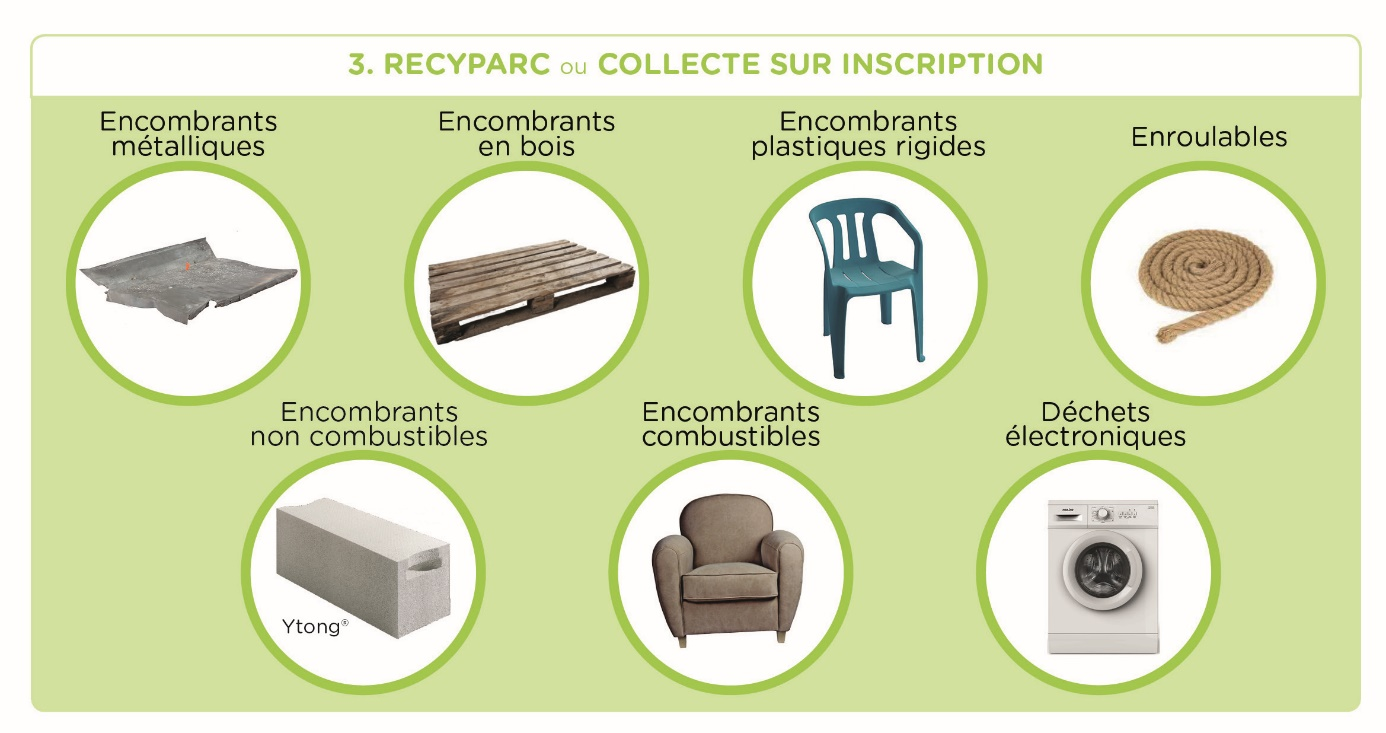 3. RECYPARC ou COLLECTE SUR INSCRIPTION
Encombrants
métalliques
Encombrants
en bois
Encombrants
plastiques rigides
Enroulables
Encombrants
non combustibles
Encombrants
combustibles
Déchets
électroniques
Ytong®